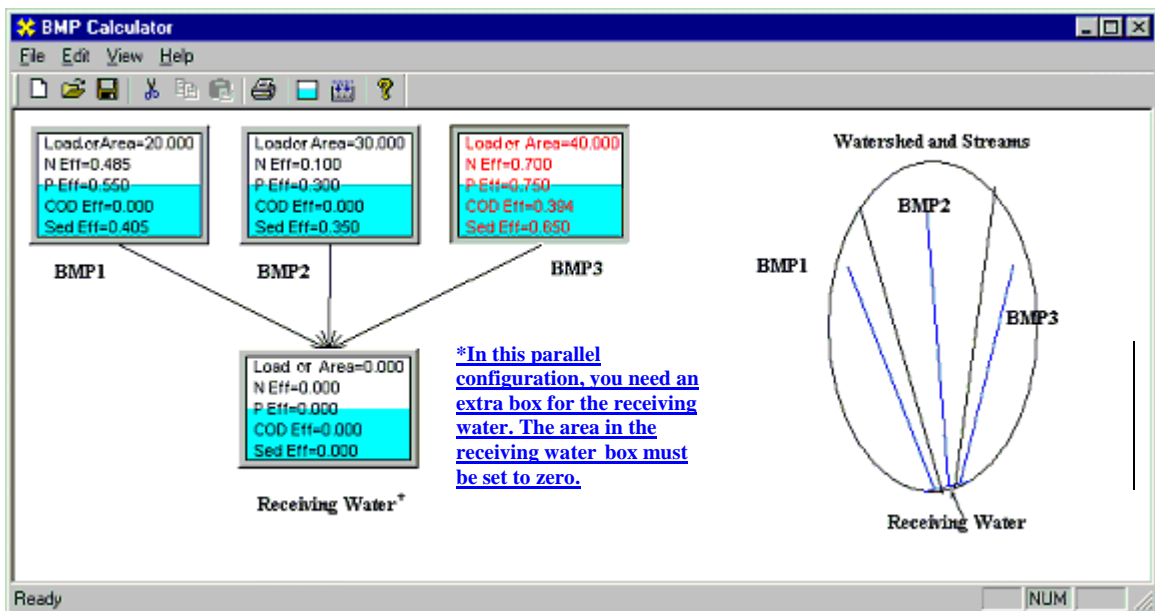 BMP Calculator
File Edit View Help
Load or Area=20.000
N Eff=0.485
P Eff=0.550
COD Eff=0.000
Sed Eff=0.405
BMP1
Load or Area=30.000
N Eff=0.100
P Eff=0.300
COD Eff=0.000
Sed Eff=0.350
BMP2
Load or Area=40.000
N Eff=0.700
P Eff=0.750
COD Eff=0.394
Sed Eff=0.650
BMP3
Load or Area=0.000
N Eff=0.000
P Eff=0.000
COD Eff=0.000
Sed Eff=0.000
Receiving Water*
*In this parallel
configuration, you need an
extra box for the receiving
water. The area in the
receiving water box must
be set to zero.
Watershed and Streams
BMP2
BMP1
BMP3
Receiving Water
Ready
NUM